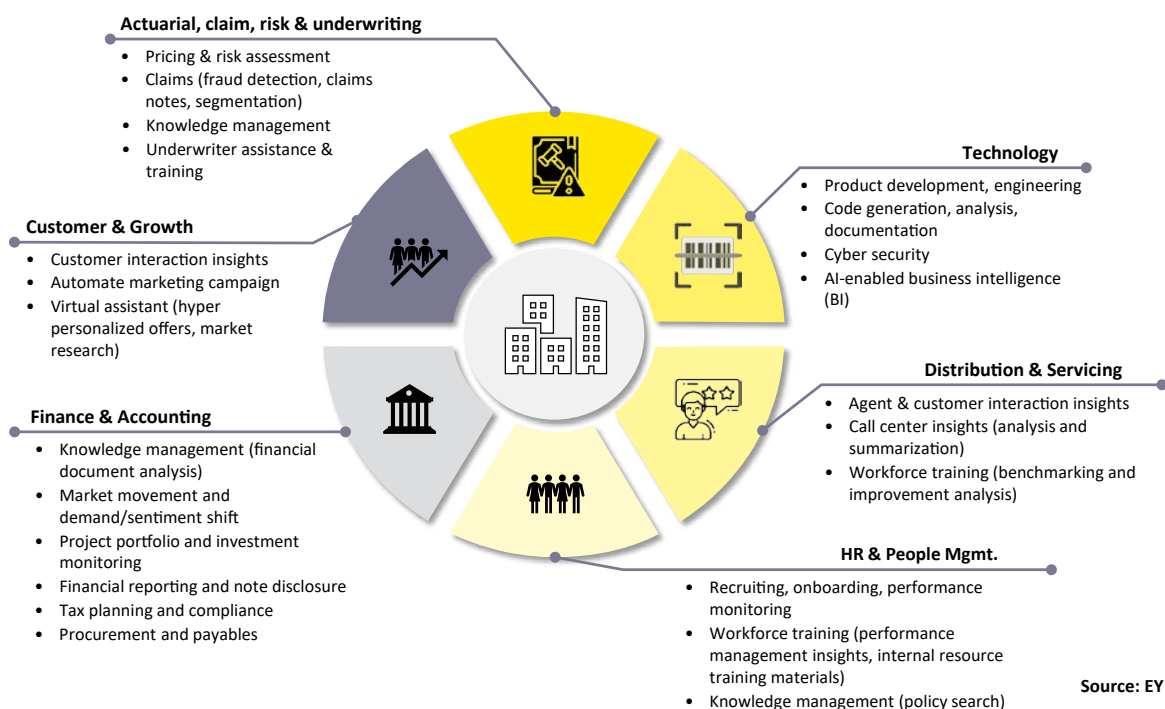 Actuarial, claim, risk & underwriting
• Pricing & risk assessment
• Claims (fraud detection, claims
notes, segmentation)
• Knowledge management
• Underwriter assistance &
training
Technology
• Product development, engineering
• Code generation, analysis,
documentation
• Cyber security
• AI-enabled business intelligence
(BI)
Customer & Growth
• Customer interaction insights
• Automate marketing campaign
• Virtual assistant (hyper
personalized offers, market
research)
Distribution & Servicing
• Agent & customer interaction insights
• Call center insights (analysis and
summarization)
• Workforce training (benchmarking and
improvement analysis)
Finance & Accounting
• Knowledge management (financial
document analysis)
• Market movement and
demand/sentiment shift
• Project portfolio and investment
monitoring
• Financial reporting and note disclosure
• Tax planning and compliance
• Procurement and payables
HR & People Mgmt.
• Recruiting, onboarding, performance
monitoring
• Workforce training (performance
management insights, internal resource
training materials)
• Knowledge management (policy search)
Source: EY